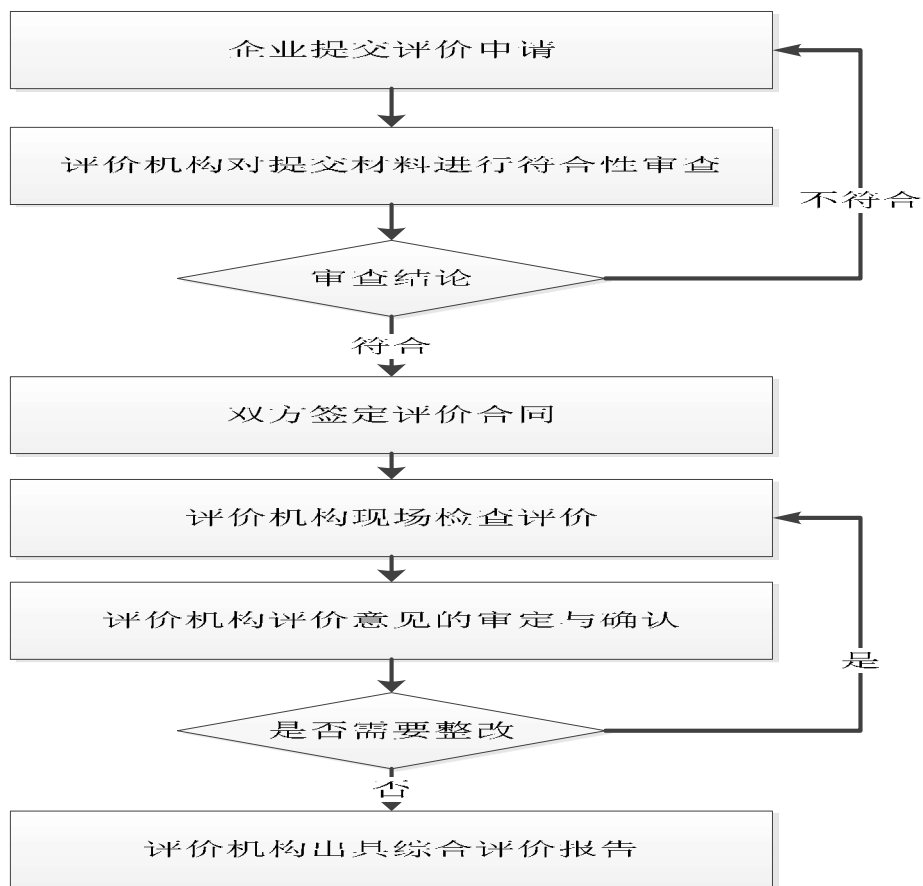 企业提交评价申请
评价机构对提交材料进行符合性审查
不符合
审查结论
符合
双方签定评价合同
评价机构现场检查评价
评价机构评价意见的审定与确认
是
是否需要整改
否
评价机构出具综合评价报告